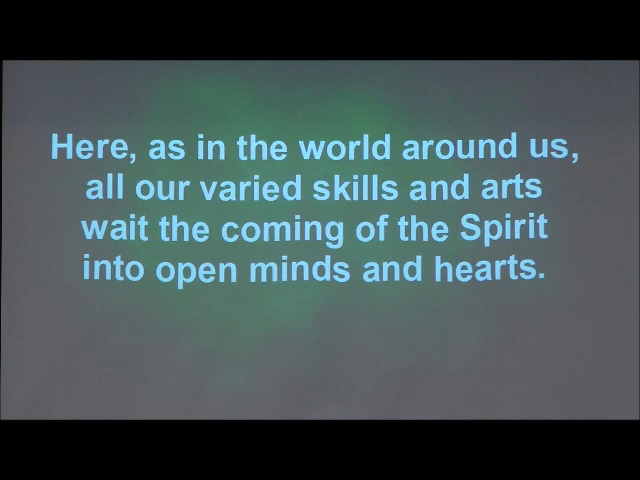 Here, as in the world around us,
all our varied skills and arts
wait the coming of the Spirit
into open minds and hearts.